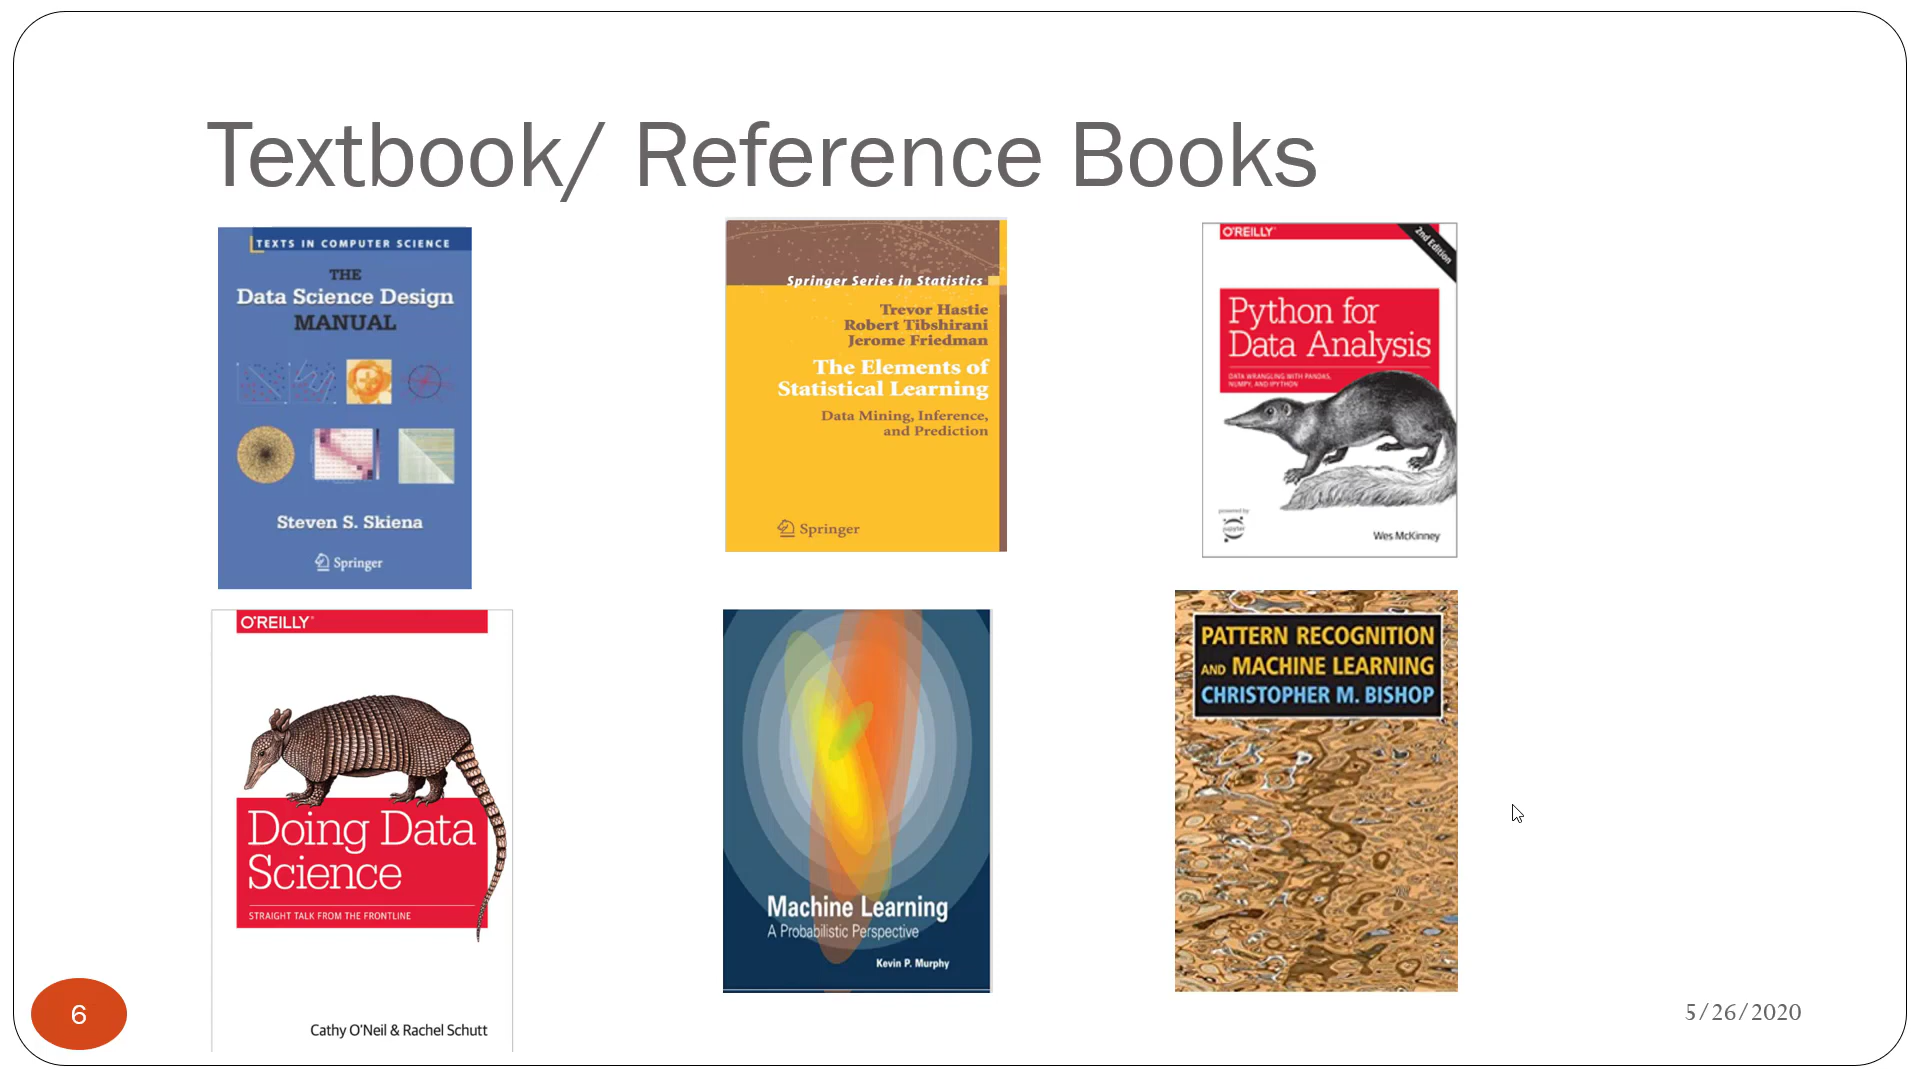 Textbook/ Reference Books
TEXTS IN COMPUTER SCIENCE
THE
Data Science Design
MANUAL
Steven S. Skiena
Springer
Springer Series in Statistics
Trevor Hastie
Robert Tibshirani
Jerome Friedman
The Elements of
Statistical Learning
Data Mining, Inference,
and Prediction
Springer
O'REILLY
2nd Edition
Python for
Data Analysis
DATA WRANGLING WITH PANDAS,
NUMPY, AND IPYTHON
powered by
jupyter
Wes McKinney
O'REILLY
Doing Data
Science
STRAIGHT TALK FROM THE FRONTLINE
Cathy O'Neil & Rachel Schutt
Machine Learning
A Probabilistic Perspective
Kevin P. Murphy
PATTERN RECOGNITION
AND MACHINE LEARNING
CHRISTOPHER M. BISHOP
6
5/26/2020